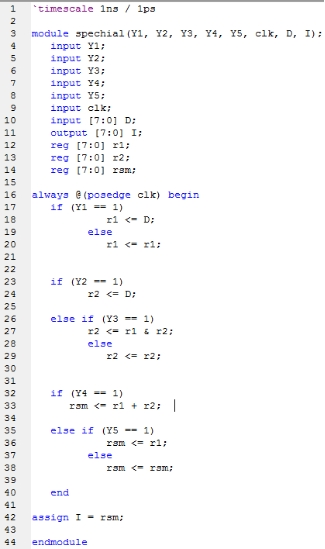 1 `timescale 1ns / 1ps
2
3 module spechial(Y1, Y2, Y3, Y4, Y5, clk, D, I);
4 input Y1;
5 input Y2;
6 input Y3;
7 input Y4;
8 input Y5;
9 input clk;
10 input [7:0] D;
11 output [7:0] I;
12 reg [7:0] r1;
13 reg [7:0] r2;
14 reg [7:0] rsm;
15
16 always @(posedge clk) begin
17 if (Y1 == 1)
18 r1 <= D;
19 else
20 r1 <= r1;
21
22
23 if (Y2 == 1)
24 r2 <= D;
25
26 else if (Y3 == 1)
27 r2 <= r1 & r2;
28 else
29 r2 <= r2;
30
31
32 if (Y4 == 1)
33 rsm <= r1 + r2;
34
35 else if (Y5 == 1)
36 rsm <= r1;
37 else
38 rsm <= rsm;
39
40 end
41
42 assign I = rsm;
43
44 endmodule